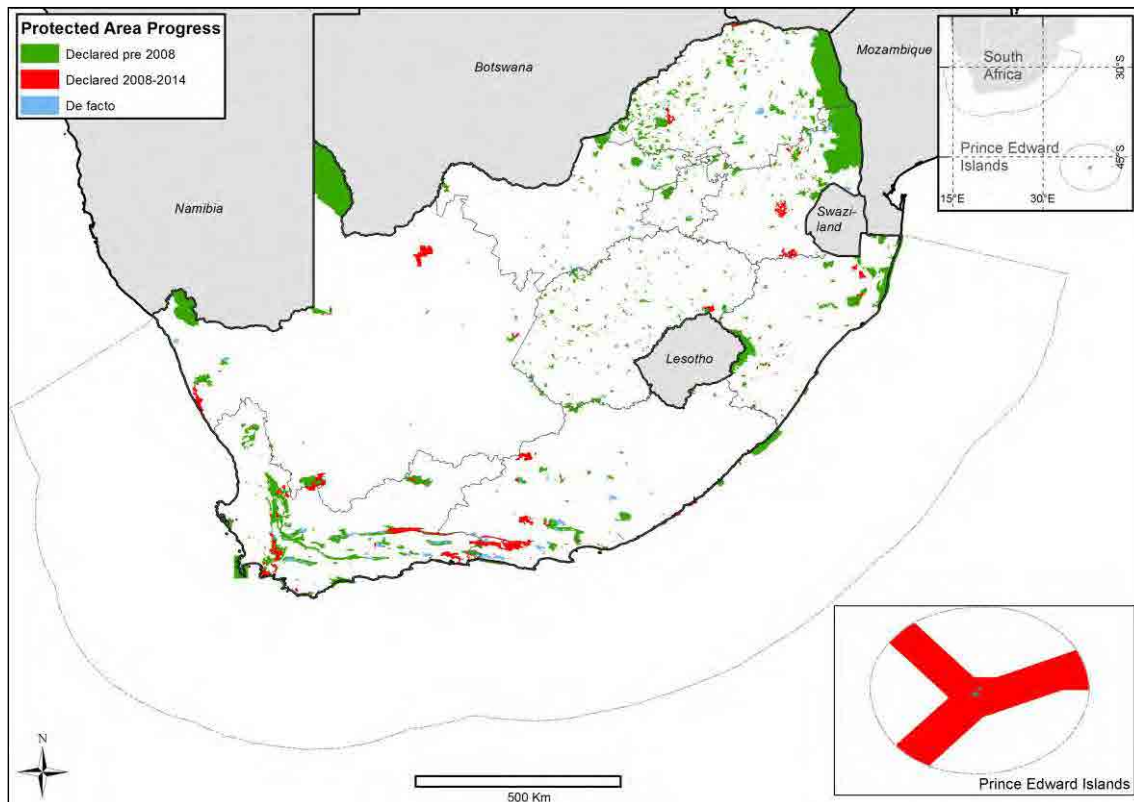 Protected Area Progress
Declared pre 2008
Declared 2008-2014
De facto
Botswana
Mozambique
Namibia
Swazi-
land
Lesotho
South
Africa
30°S
Prince Edward
Islands
45°S
15°E
30°E
N
500 Km
Prince Edward Islands